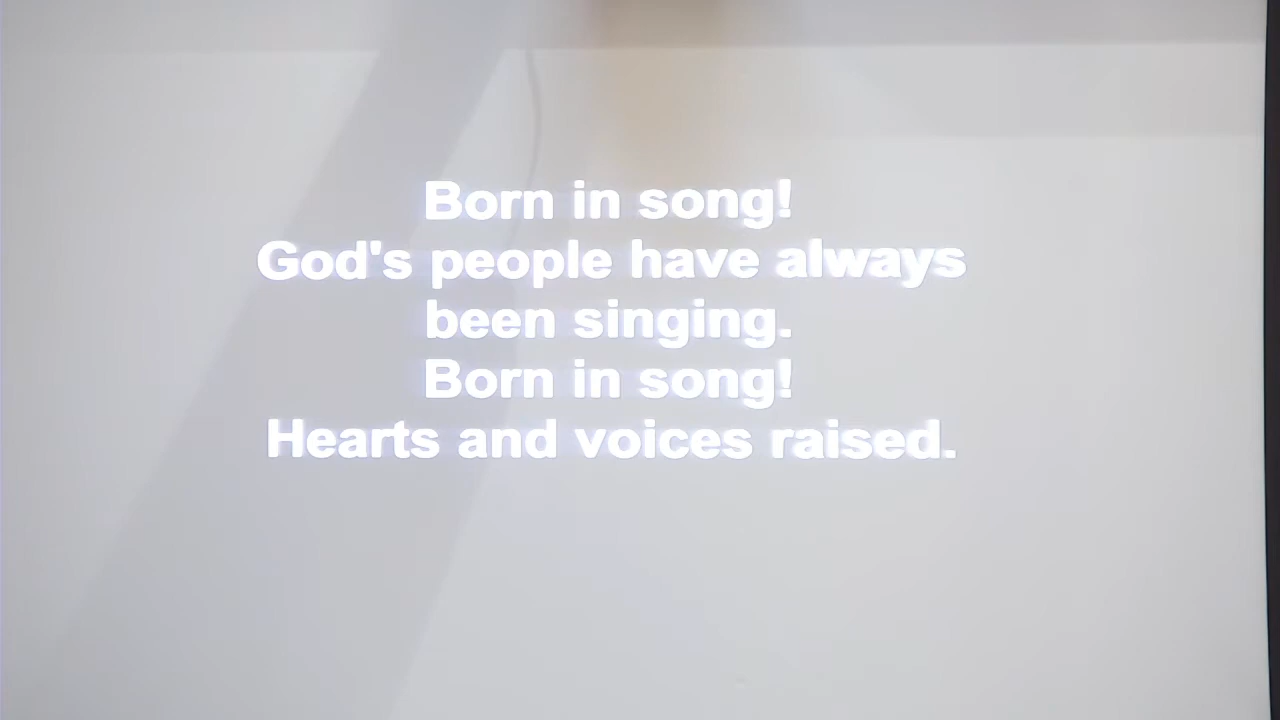 Born in song!
God's people have always
been singing.
Born in song!
Hearts and voices raised.